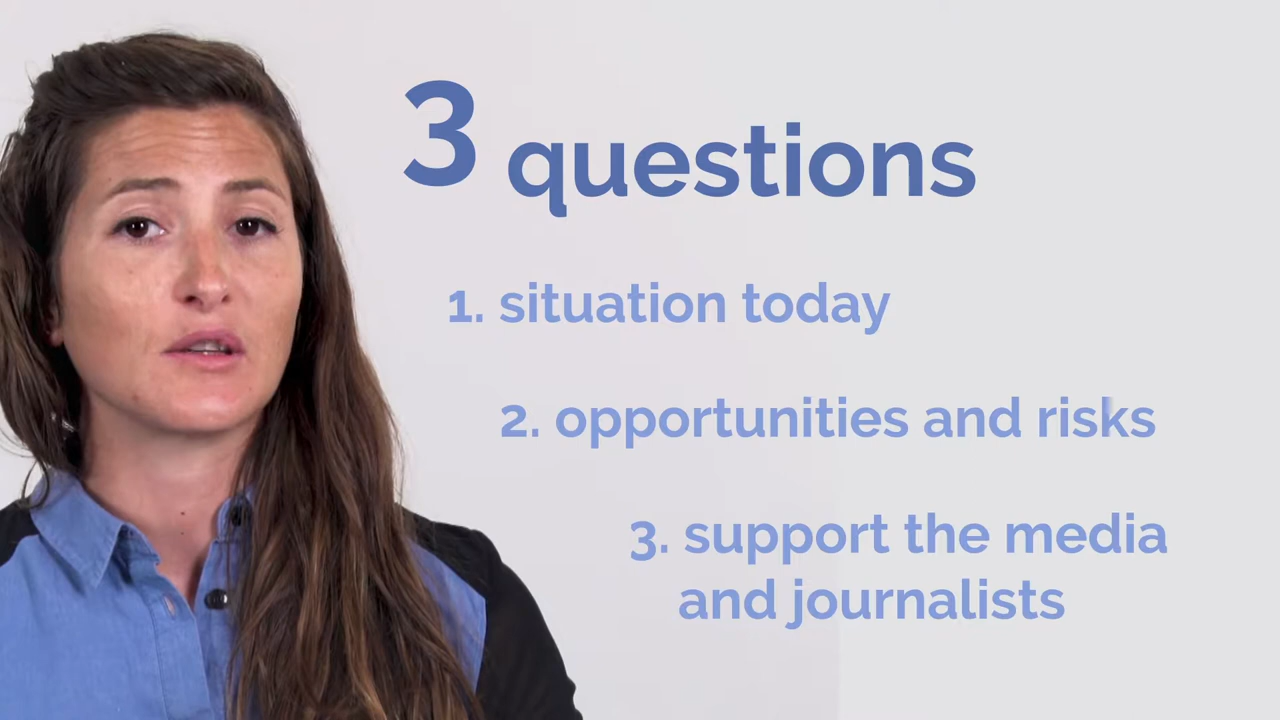 3 questions
1. situation today
2. opportunities and risks
3. support the media
and journalists